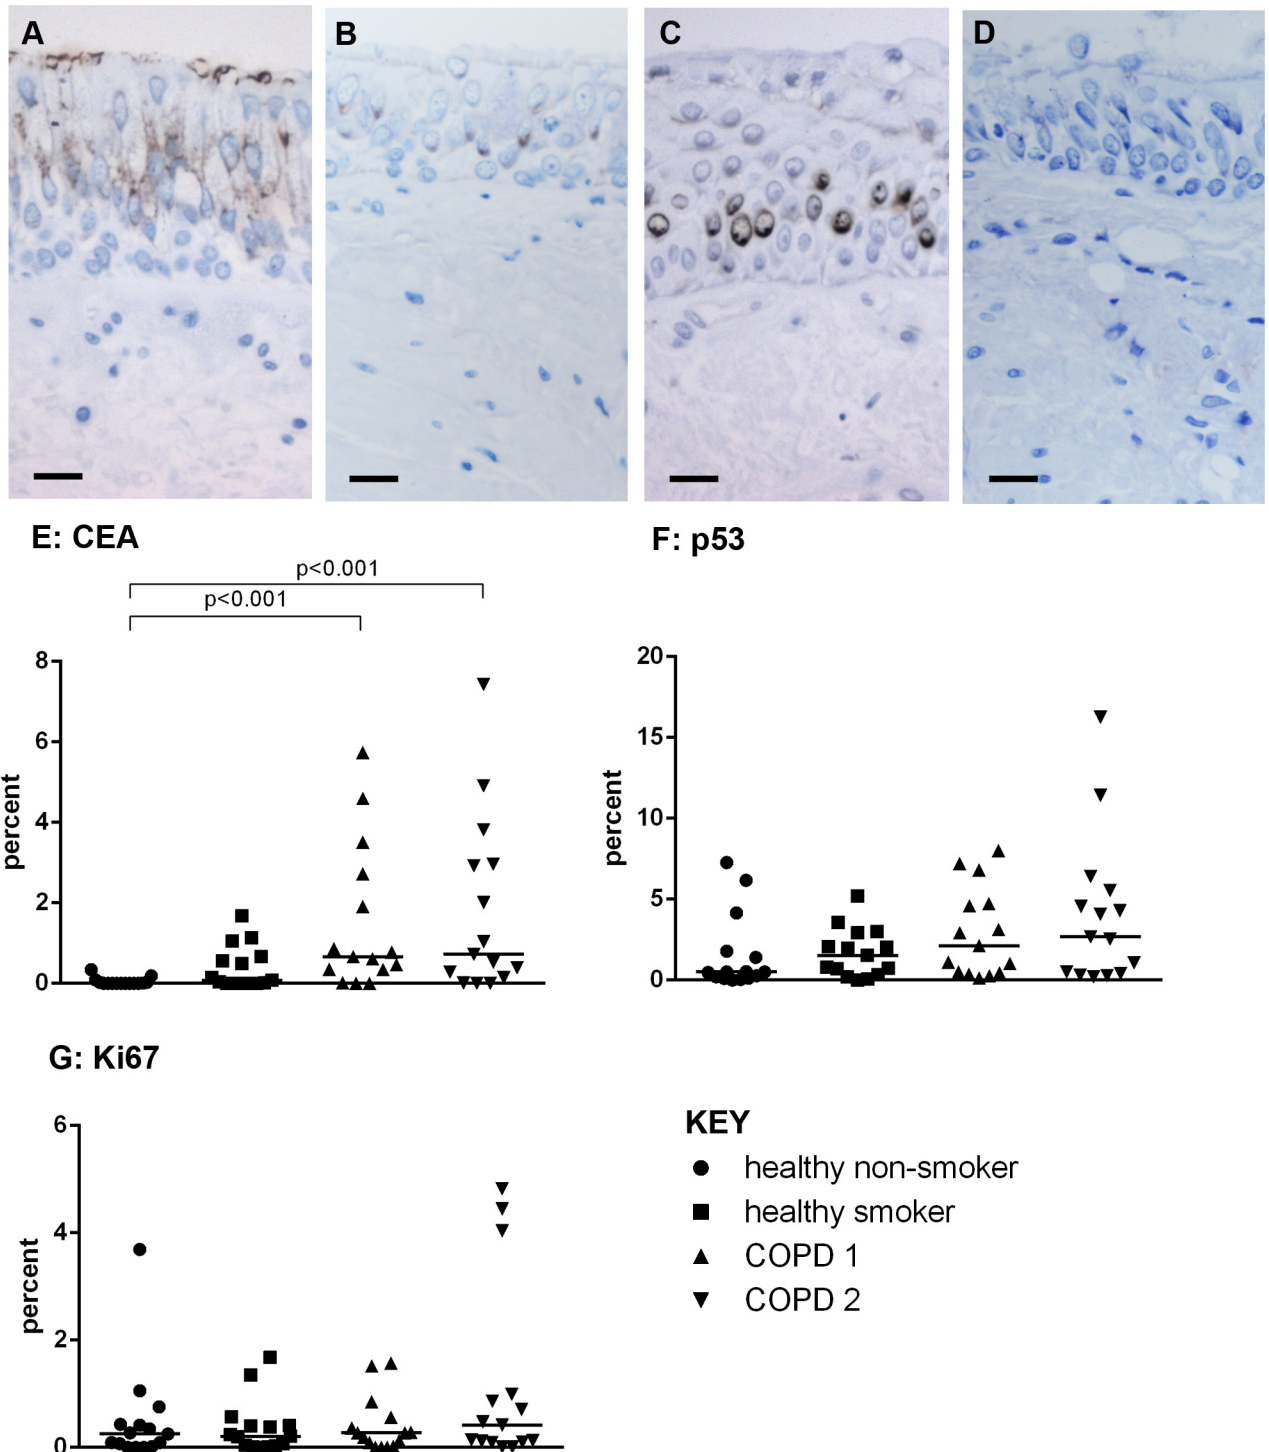 A
B
C
D
E: CEA
p<0.001
p<0.001
8
6
4
2
0
percent
F: p53
20
15
10
5
0
percent
G: Ki67
6
4
2
0
percent
KEY
healthy non-smoker
healthy smoker
COPD 1
COPD 2